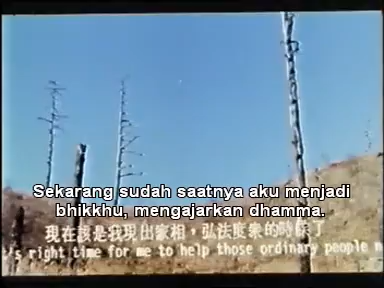 Sekarang sudah saatnya aku menjadi
bhikkhu, mengajarkan dhamma.
現在該是我現出家相，弘法度衆的時候了
's right time for me to help those ordinary people n